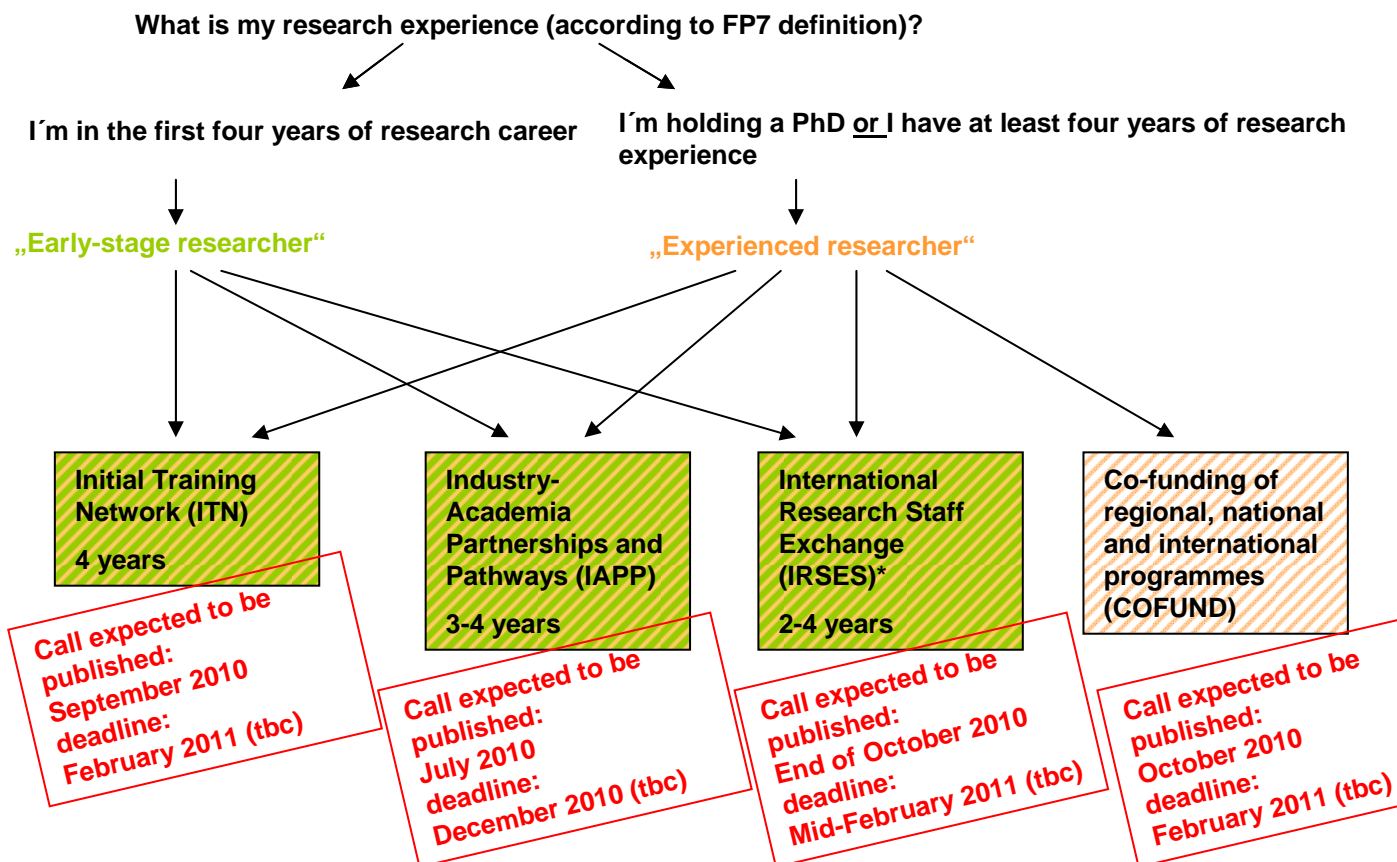 What is my research experience (according to FP7 definition)?
I´m in the first four years of research career
I´m holding a PhD or I have at least four years of research
experience
„Early-stage researcher“
„Experienced researcher“
Initial Training
Network (ITN)
4 years
Industry-
Academia
Partnerships and
Pathways (IAPP)
3-4 years
International
Research Staff
Exchange
(IRSES)*
2-4 years
Co-funding of
regional, national
and international
programmes
(COFUND)
Call expected to be
published:
September 2010
deadline:
February 2011 (tbc)
Call expected to be
published:
July 2010
deadline:
December 2010 (tbc)
Call expected to be
published:
End of October 2010
deadline:
Mid-February 2011 (tbc)
Call expected to be
published:
October 2010
deadline:
February 2011 (tbc)